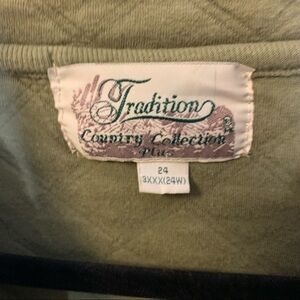 Tradition
Country Collection
Plus
24
3XXX(24W)